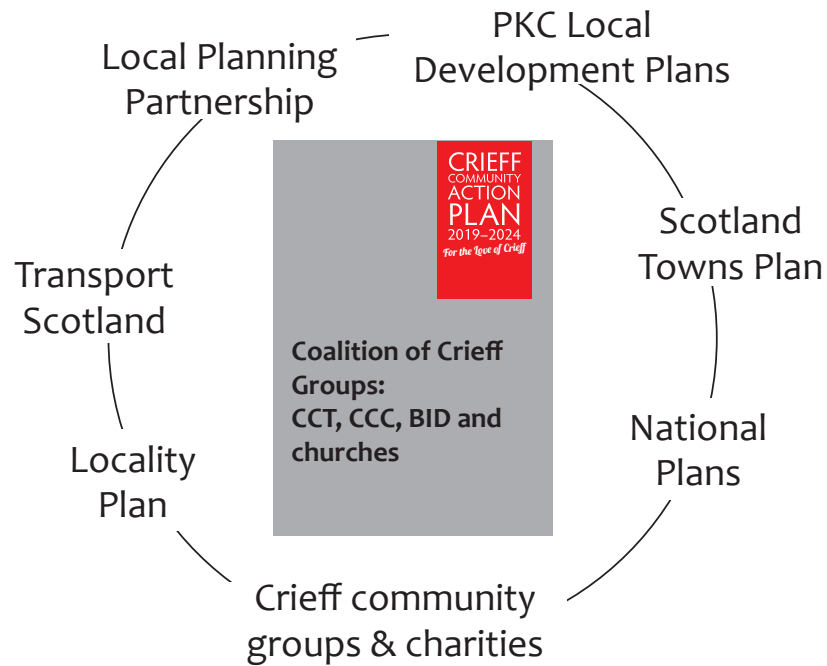 PKC Local
Development Plans
Local Planning
Partnership
CRIEFF
COMMUNITY
ACTION
PLAN
2019–2024
For the Love of Crieff
Scotland
Towns Plan
Transport
Scotland
Coalition of Crieff
Groups:
CCT, CCC, BID and
churches
National
Plans
Locality
Plan
Crieff community
groups & charities